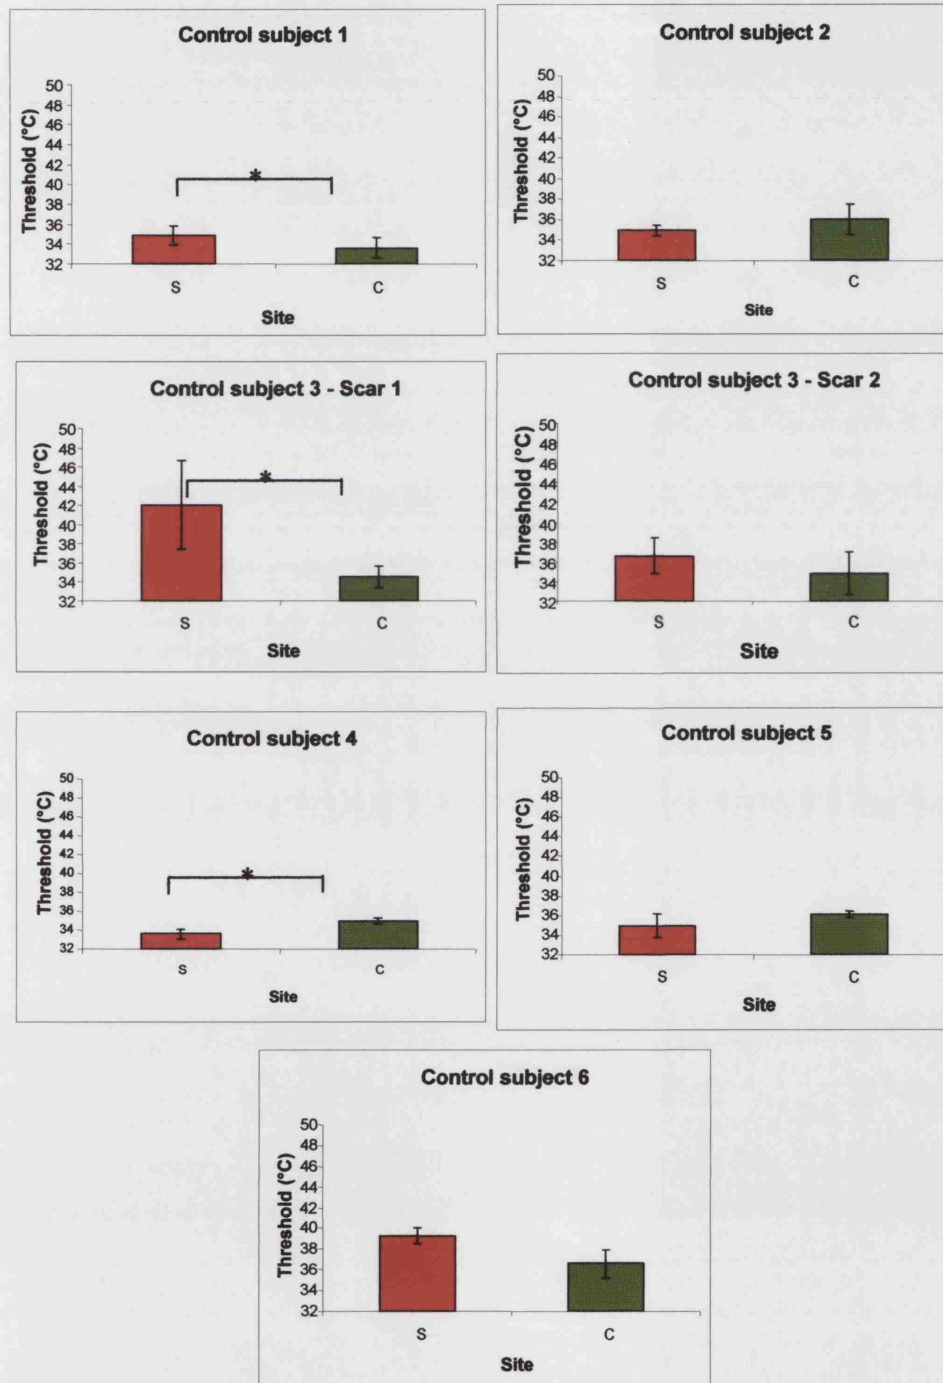 Control subject 1
Threshold (°C)
50
48
46
44
42
40
38
36
34
32
*
S C
Site
Control subject 2
Threshold (°C)
50
48
46
44
42
40
38
36
34
32
S C
Site
Control subject 3 - Scar 1
Threshold (°C)
50
48
46
44
42
40
38
36
34
32
*
S C
Site
Control subject 3 - Scar 2
Threshold (°C)
50
48
46
44
42
40
38
36
34
32
S C
Site
Control subject 4
Threshold (°C)
50
48
46
44
42
40
38
36
34
32
*
S C
Site
Control subject 5
Threshold (°C)
50
48
46
44
42
40
38
36
34
32
S C
Site
Control subject 6
Threshold (°C)
50
48
46
44
42
40
38
36
34
32
S C
Site